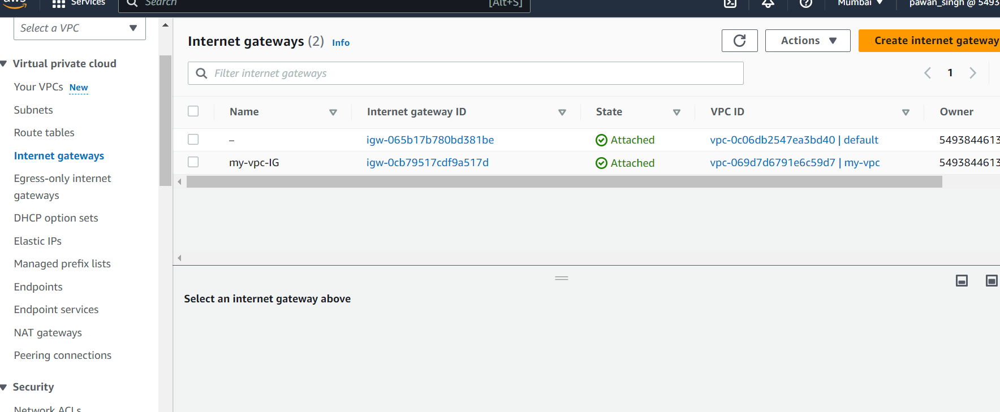 aws
Services
Search
[Alt+S]
Mumbai
pawan_singh @ 5493
Select a VPC
Virtual private cloud
Your VPCs New
Subnets
Route tables
Internet gateways
Egress-only internet
gateways
DHCP option sets
Elastic IPs
Managed prefix lists
Endpoints
Endpoint services
NAT gateways
Peering connections
Security
Network ACLs
Internet gateways (2) Info
Actions
Create internet gateway
Filter internet gateways
1
Name Internet gateway ID State VPC ID Owner
– igw-065b17b780bd381be Attached vpc-0c06db2547ea3bd40 | default 5493844613
my-vpc-IG igw-0cb79517cdf9a517d Attached vpc-069d7d6791e6c59d7 | my-vpc 5493844613
Select an internet gateway above